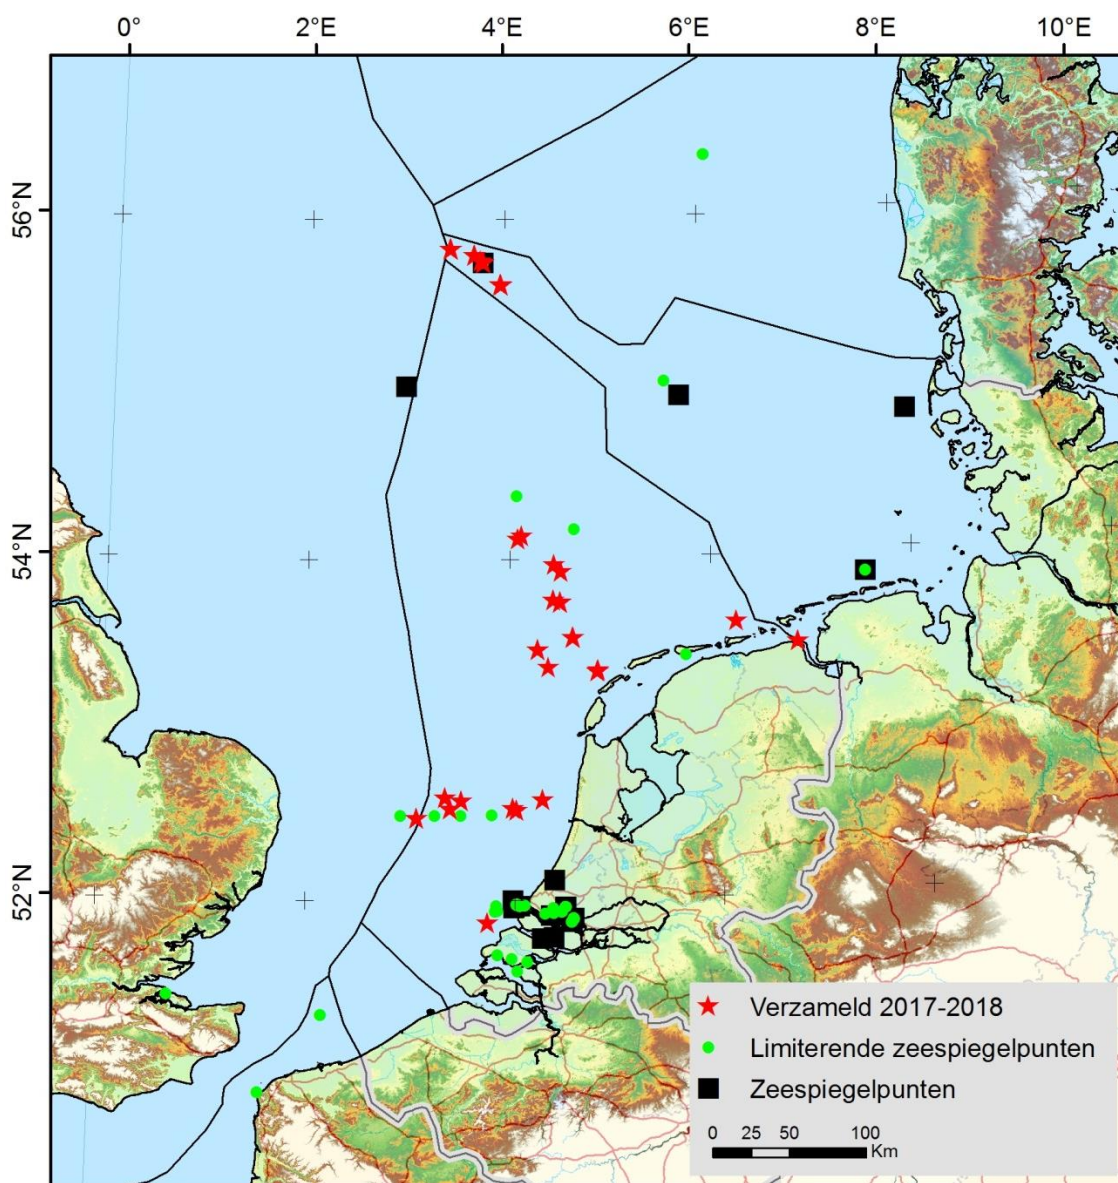 0° 2°E 4°E 6°E 8°E 10°E
56°N
54°N
52°N
Verzameld 2017-2018
Limiterende zeespiegelpunten
Zeespiegelpunten
0 25 50 100
Km